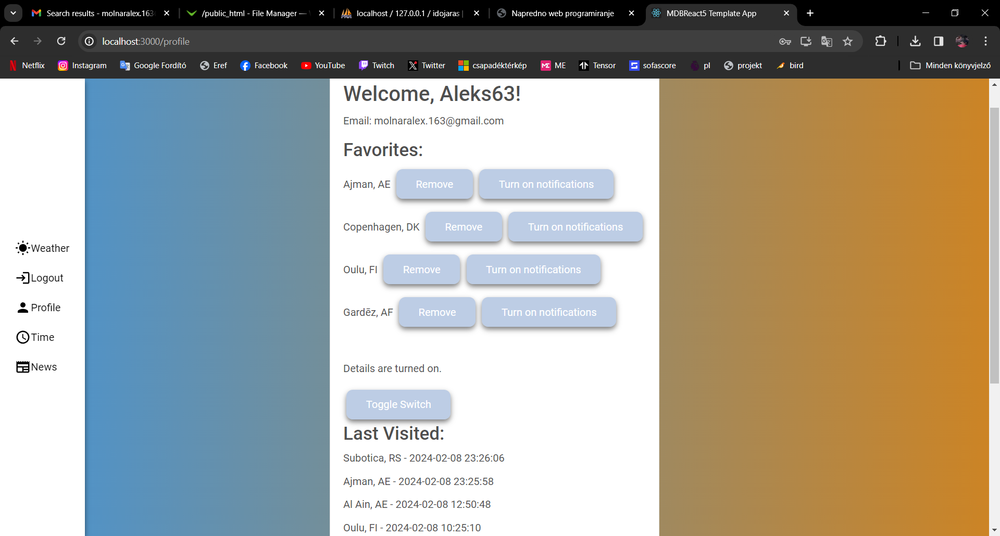 Search results - molnaralex.163
/public_html - File Manager —
localhost / 127.0.0.1 / idojaras |
Napredno web programiranje
MDBReact5 Template App
localhost:3000/profile
Netflix
Instagram
Google Fordító
Eref
Facebook
YouTube
Twitch
Twitter
csapadéktérkép
ME
Tensor
sofascore
pl
projekt
bird
Minden könyvjelző
Weather
Logout
Profile
Time
News
Welcome, Aleks63!
Email: molnaralex.163@gmail.com
Favorites:
Ajman, AE Remove Turn on notifications
Copenhagen, DK Remove Turn on notifications
Oulu, FI Remove Turn on notifications
Gardēz, AF Remove Turn on notifications
Details are turned on.
Toggle Switch
Last Visited:
Subotica, RS - 2024-02-08 23:26:06
Ajman, AE - 2024-02-08 23:25:58
Al Ain, AE - 2024-02-08 12:50:48
Oulu, FI - 2024-02-08 10:25:10